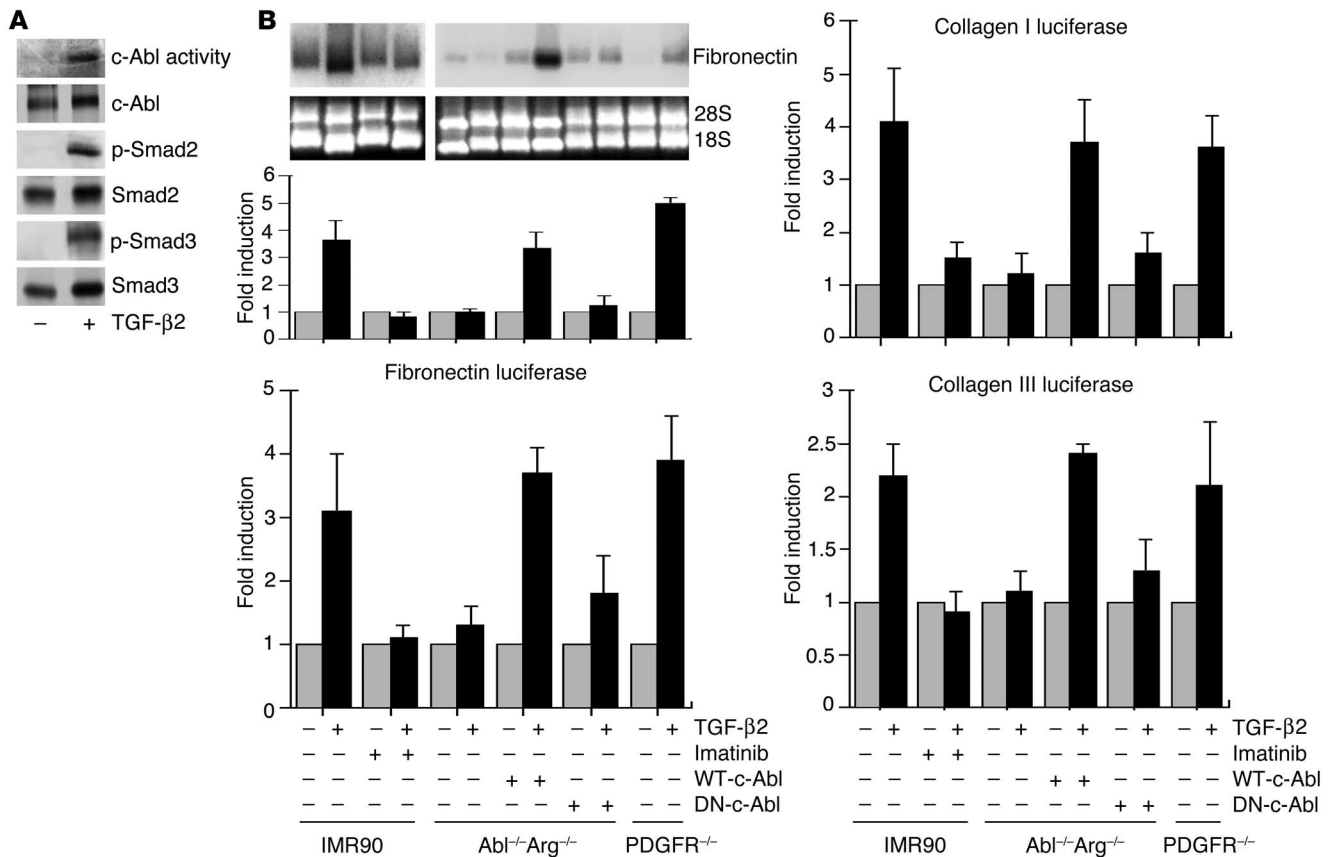 A
c-Abl activity
c-Abl
p-Smad2
Smad2
p-Smad3
Smad3
– + TGF-β2
B
Fibronectin
28S
18S
Fold induction
6
5
4
3
2
1
0
Fibronectin luciferase
Fold induction
5
4
3
2
1
0
– + – + – + – + – + – + TGF-β2
– – + + – – – – – – – – Imatinib
– – – – – – + + – – – – WT-c-Abl
– – – – – – – – + + – – DN-c-Abl
IMR90 Abl–/–Arg–/– PDGFR–/–
Collagen I luciferase
Fold induction
6
5
4
3
2
1
0
Collagen III luciferase
Fold induction
3
2.5
2
1.5
1
0.5
0
– + – + – + – + – + – + TGF-β2
– – + + – – – – – – – – Imatinib
– – – – – – + + – – – – WT-c-Abl
– – – – – – – – + + – – DN-c-Abl
IMR90 Abl–/–Arg–/– PDGFR–/–